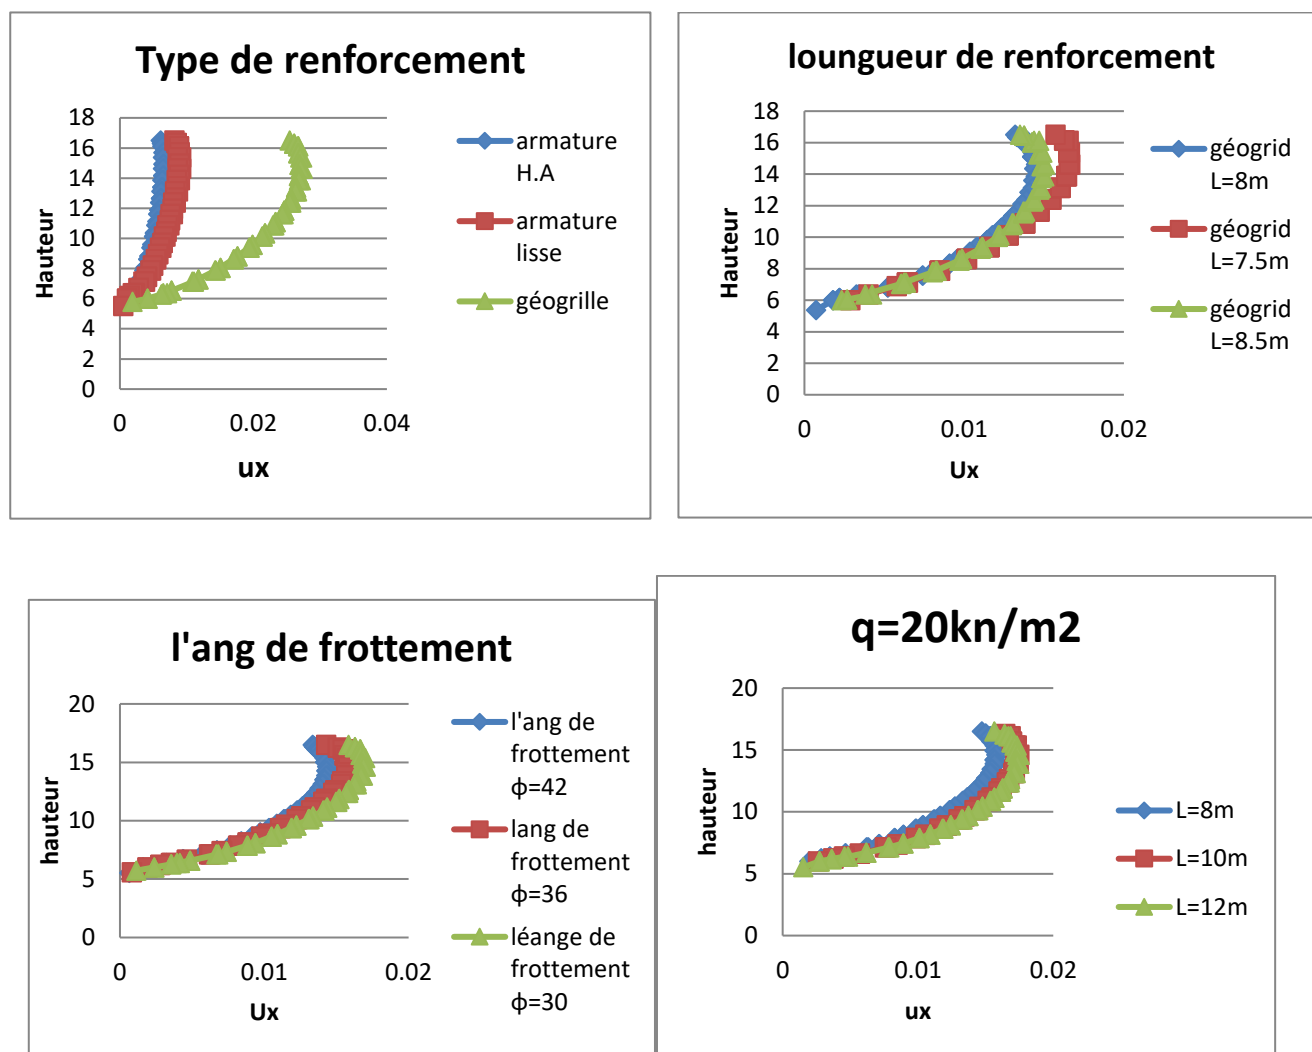 Type de renforcement
18
16
14
12
10
8
6
4
2
0
Hauteur
0
0.02
0.04
ux
armature
H.A
armature
lisse
géogrille
loungueur de renforcement
18
16
14
12
10
8
6
4
2
0
Hauteur
0
0.01
0.02
Ux
géogrid
L=8m
géogrid
L=7.5m
géogrid
L=8.5m
l'ang de frottement
20
15
10
5
0
hauteur
0
0.01
0.02
Ux
l'ang de
frottement
ϕ=42
lang de
frottement
ϕ=36
léange de
frottement
ϕ=30
q=20kn/m2
20
15
10
5
0
hauteur
0
0.01
0.02
ux
L=8m
L=10m
L=12m